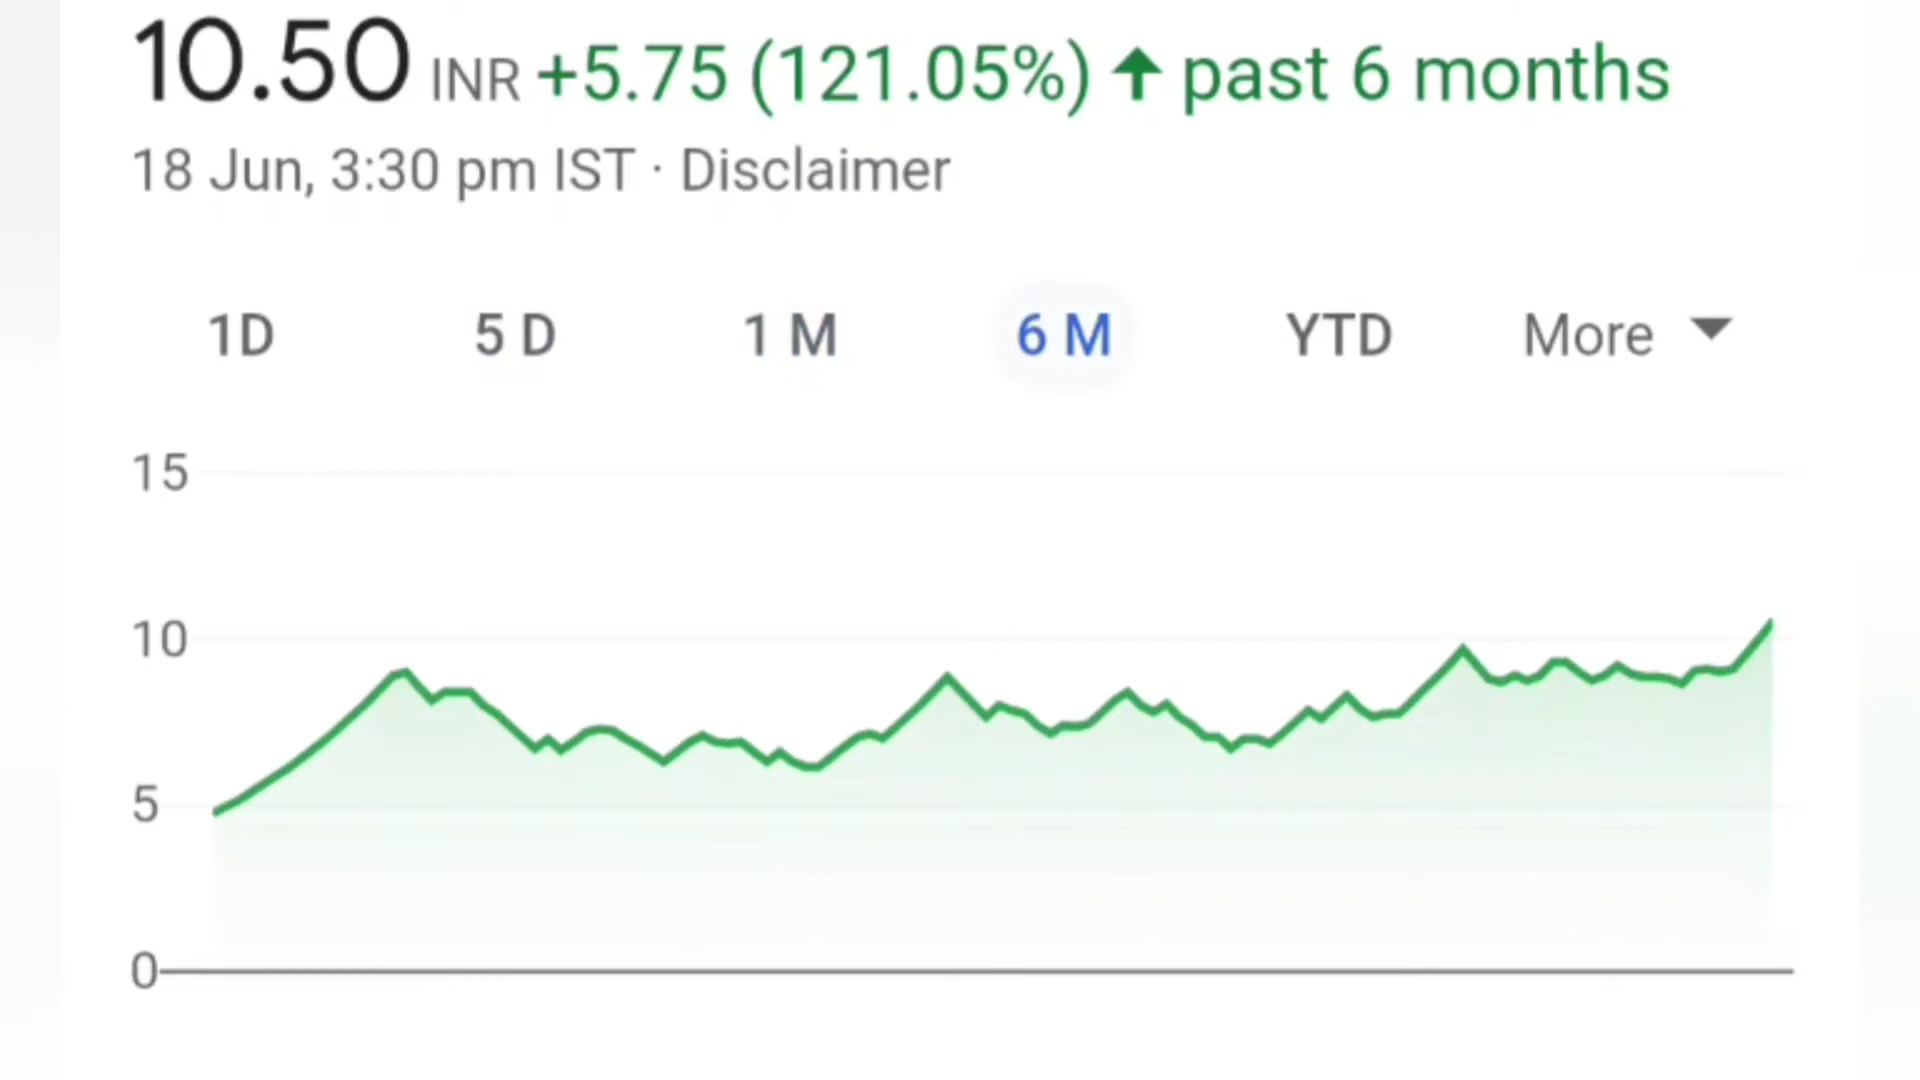 10.50 INR +5.75 (121.05%) ↑ past 6 months
18 Jun, 3:30 pm IST · Disclaimer
1D 5 D 1 M 6 M YTD More
15
10
5
0